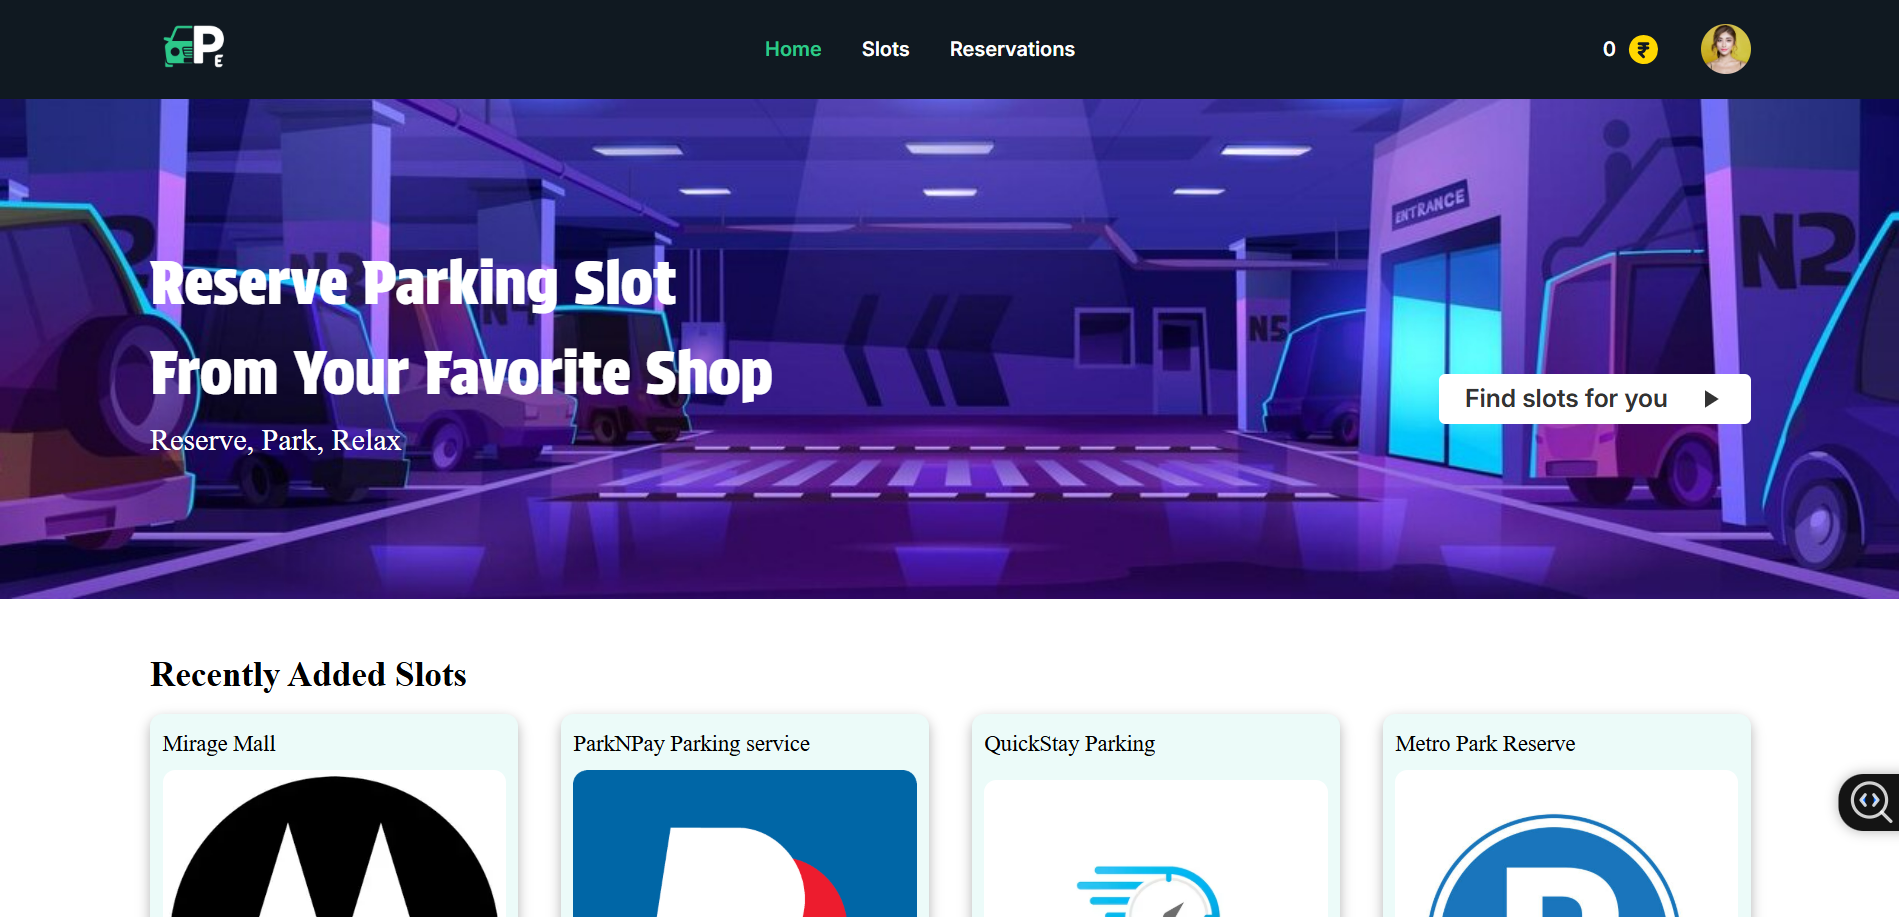 P
E
Home
Slots
Reservations
0 ₹
ENTRANCE
N2
N5
Reserve Parking Slot
From Your Favorite Shop
Reserve, Park, Relax
Find slots for you
Recently Added Slots
Mirage Mall
ParkNPay Parking service
QuickStay Parking
Metro Park Reserve